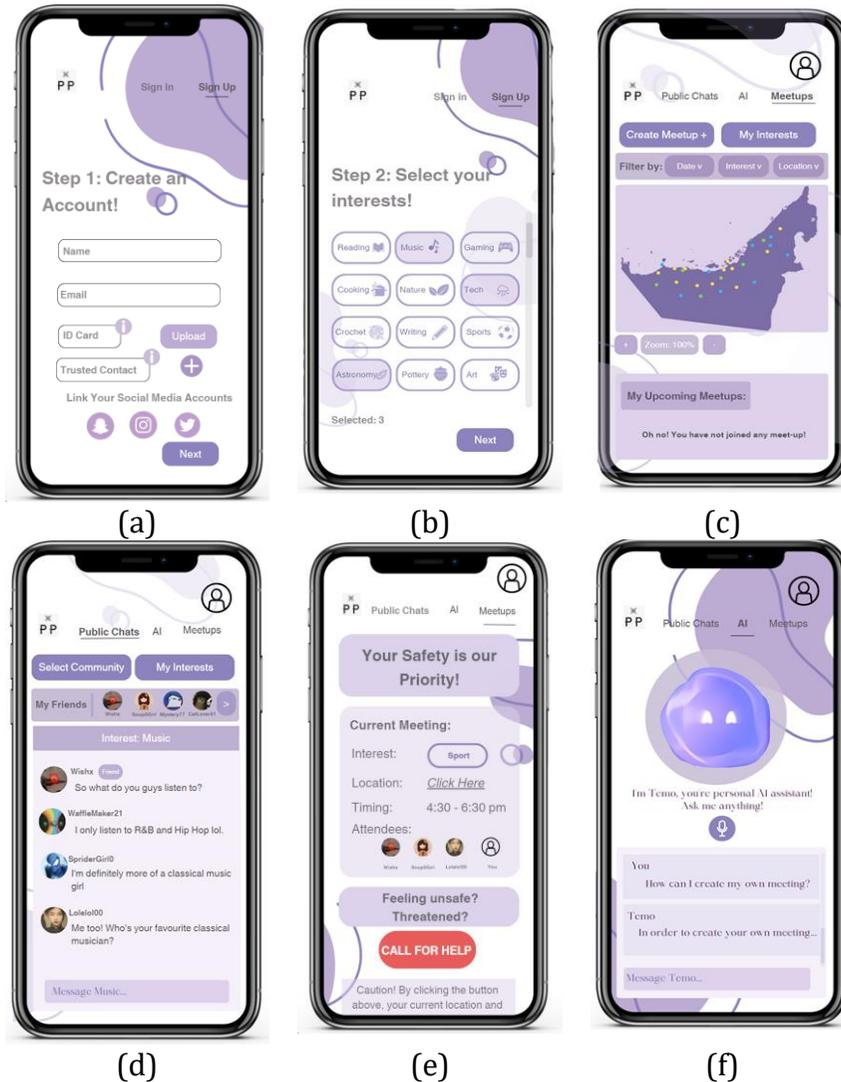 PP
Sign In Sign Up
Step 1: Create an
Account!
Name
Email
ID Card
i
Upload
Trusted Contact
i
+
Link Your Social Media Accounts
Next
(a)
PP
Sign in Sign Up
Step 2: Select your
interests!
Reading Music Gaming
Cooking Nature Tech
Crochet Writing Sports
Astronomy Pottery Art
Selected: 3
Next
(b)
PP Public Chats AI Meetups
Create Meetup + My Interests
Filter by: Date v Interest v Location v
+ Zoom: 100% -
My Upcoming Meetups:
Oh no! You have not joined any meet-up!
(c)
PP Public Chats AI Meetups
Select Community My Interests
My Friends >
Wishx SoupGGirl Mystery77
Interest: Music
Wishx Friend
So what do you guys listen to?
WaffleMaker21
I only listen to R&B and Hip Hop lol.
SpriderGirl0
I'm definitely more of a classical music
girl
Lolelol00
Me too! Who's your favourite classical
musician?
Message Music...
(d)
PP Public Chats AI Meetups
Your Safety is our
Priority!
Current Meeting:
Interest: Sport
Location: Click Here
Timing: 4:30 - 6:30 pm
Attendees:
Wishx SoupGGirl Lolelol00 You
Feeling unsafe?
Threatened?
CALL FOR HELP
Caution! By clicking the button
above, your current location and
(e)
PP Public Chats AI Meetups
I'm Temo, you're personal AI assistant!
Ask me anything!
You
How can I create my own meeting?
Temo
In order to create your own meeting...
Message Temo...
(f)